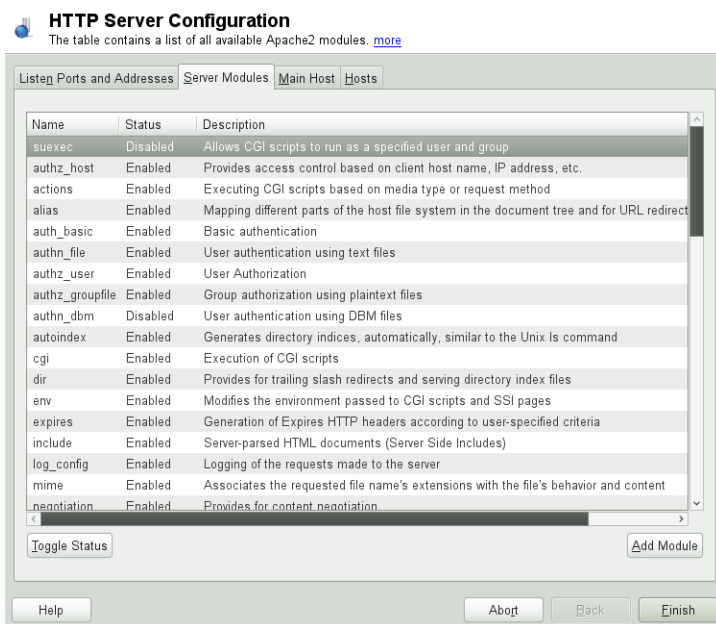 HTTP Server Configuration
The table contains a list of all available Apache2 modules. more
Listen Ports and Addresses Server Modules Main Host Hosts
Name Status Description
suexec Disabled Allows CGI scripts to run as a specified user and group
authz_host Enabled Provides access control based on client host name, IP address, etc.
actions Enabled Executing CGI scripts based on media type or request method
alias Enabled Mapping different parts of the host file system in the document tree and for URL redirect
auth_basic Enabled Basic authentication
authn_file Enabled User authentication using text files
authz_user Enabled User Authorization
authz_groupfile Enabled Group authorization using plaintext files
authn_dbm Disabled User authentication using DBM files
autoindex Enabled Generates directory indices, automatically, similar to the Unix ls command
cgi Enabled Execution of CGI scripts
dir Enabled Provides for trailing slash redirects and serving directory index files
env Enabled Modifies the environment passed to CGI scripts and SSI pages
expires Enabled Generation of Expires HTTP headers according to user-specified criteria
include Enabled Server-parsed HTML documents (Server Side Includes)
log_config Enabled Logging of the requests made to the server
mime Enabled Associates the requested file name's extensions with the file's behavior and content
negotiation Enabled Provides for content negotiation
Toggle Status Add Module
Help Abort Back Finish